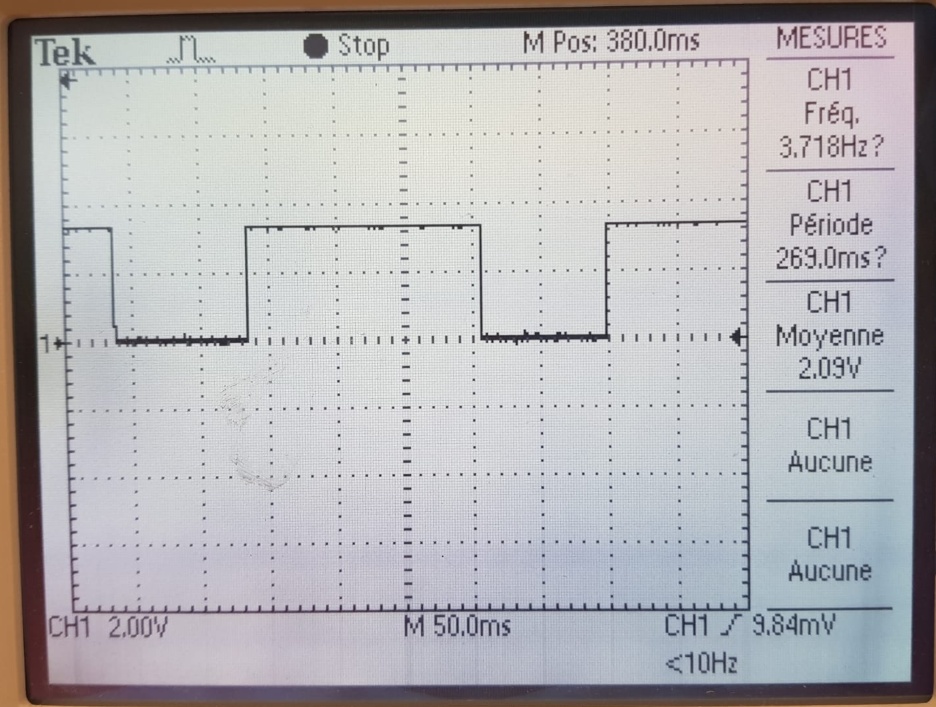 Tek
Stop
M Pos: 380.0ms
MESURES
CH1
Fréq.
3.718Hz?
CH1
Période
269.0ms?
CH1
Moyenne
2.09V
CH1
Aucune
CH1
Aucune
1
CH1 2.00V
M 50.0ms
CH1
9.84mV
<10Hz